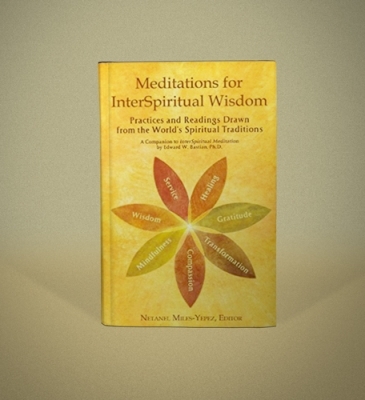 Meditations for
InterSpiritual Wisdom
Practices and Readings Drawn
from the World's Spiritual Traditions
A Companion to InterSpiritual Meditation
by Edward W. Bastian, Ph.D.
Service
Healing
Wisdom
Gratitude
Mindfulness
Transformation
Compassion
Netanel Miles-Yepez, Editor